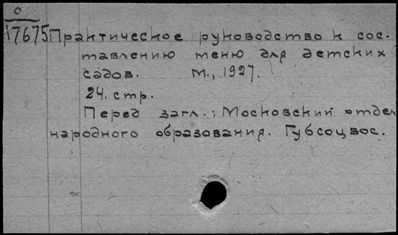 0
17675 Практическое руководство к сос-
тавлению меню для детских
садов. М., 1927.
24. стр.
Перед загл.: Московский отдел
народного образования. Губсоцвос.